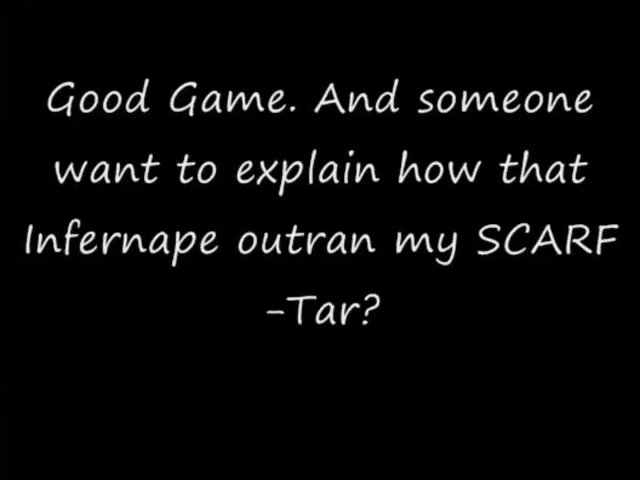 Good Game. And someone
want to explain how that
Infernape outran my SCARF
-Tar?